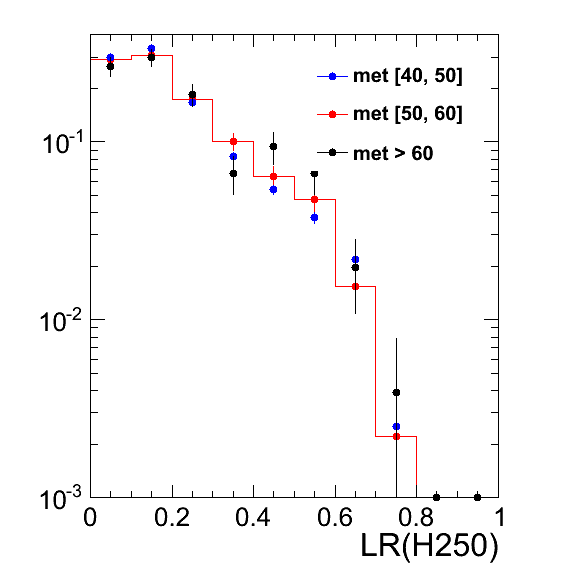 met [40, 50]
met [50, 60]
met > 60
10⁻¹
10⁻²
10⁻³
0 0.2 0.4 0.6 0.8 1
LR(H250)